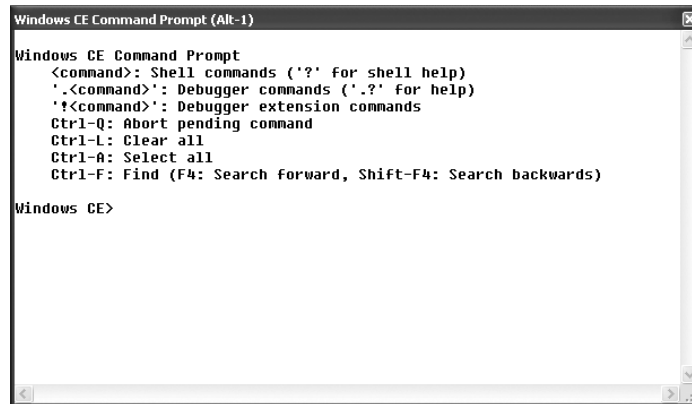 Windows CE Command Prompt (Alt-1)
Windows CE Command Prompt
<command>: Shell commands ('?' for shell help)
'.<command>': Debugger commands ('.?' for help)
'!<command>': Debugger extension commands
Ctrl-Q: Abort pending command
Ctrl-L: Clear all
Ctrl-A: Select all
Ctrl-F: Find (F4: Search forward, Shift-F4: Search backwards)
Windows CE>